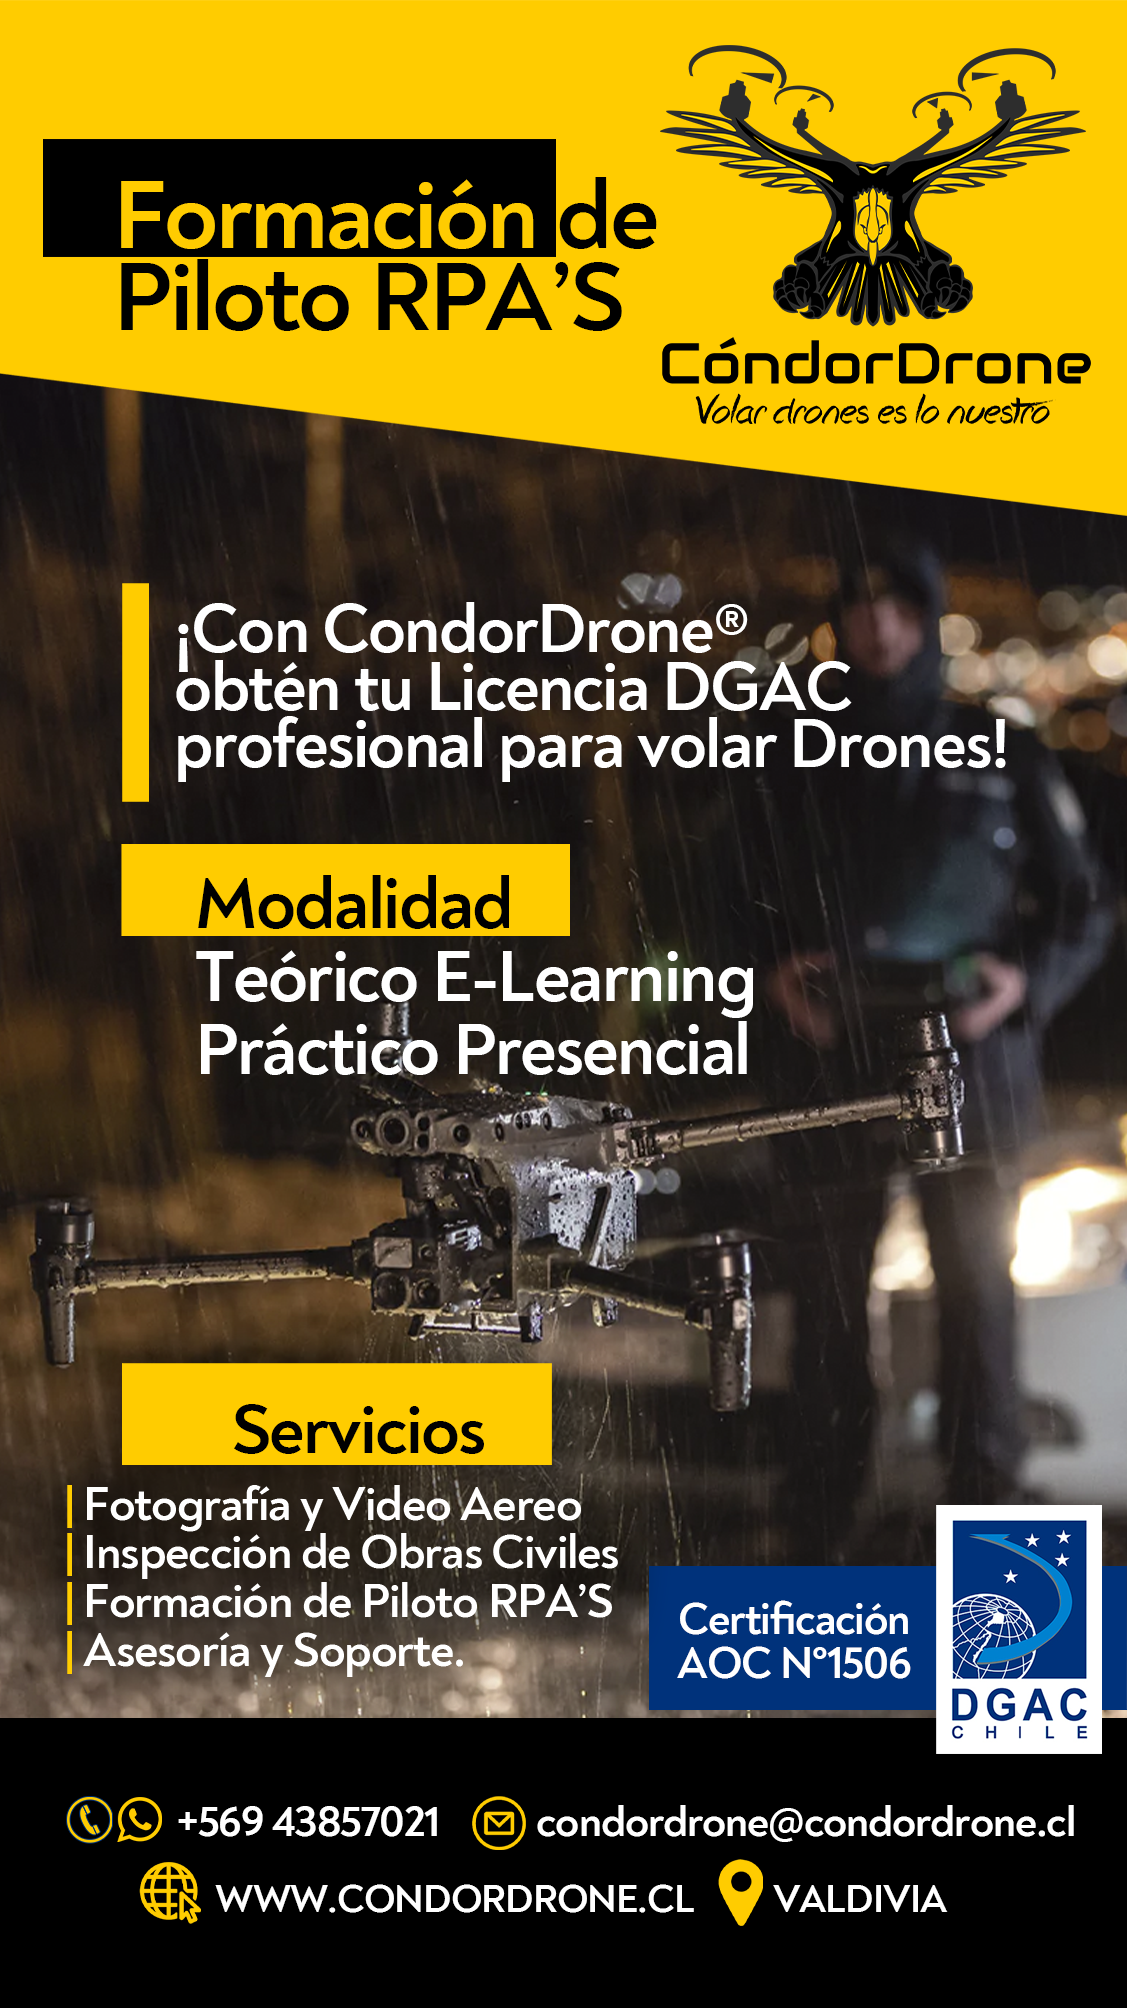 Formación de
Piloto RPA'S
CóndorDrone
Volar drones es lo nuestro
¡Con CondorDrone®
obtén tu Licencia DGAC
profesional para volar Drones!
Modalidad
Teórico E-Learning
Práctico Presencial
Servicios
Fotografía y Video Aereo
Inspección de Obras Civiles
Formación de Piloto RPA'S
Asesoría y Soporte.
Certificación
AOC Nº1506
DGAC
CHILE
+569 43857021 condordrone@condordrone.cl
WWW.CONDORDRONE.CL VALDIVIA